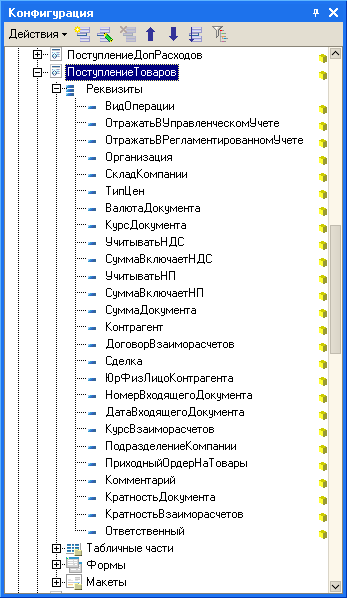 Конфигурация
Действия
ПоступлениеДопРасходов
ПоступлениеТоваров
Реквизиты
ВидОперации
ОтражатьВУправленческомУчете
ОтражатьВРегламентированномУчете
Организация
СкладКомпании
ТипЦен
ВалютаДокумента
КурсДокумента
УчитыватьНДС
СуммаВключаетНДС
УчитыватьНП
СуммаВключаетНП
СуммаДокумента
Контрагент
ДоговорВзаиморасчетов
Сделка
ЮрФизЛицоКонтрагента
НомерВходящегоДокумента
ДатаВходящегоДокумента
КурсВзаиморасчетов
ПодразделениеКомпании
ПриходныйОрдерНаТовары
Комментарий
КратностьДокумента
КратностьВзаиморасчетов
Ответственный
Табличные части
Формы
Макеты